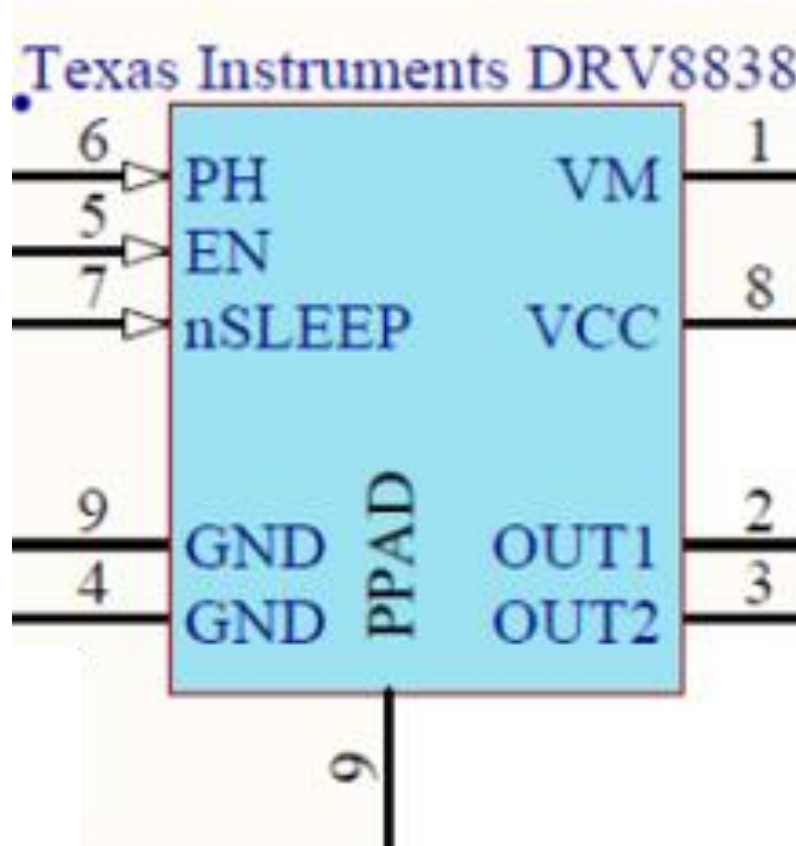 Texas Instruments DRV8838
6 PH VM 1
5 EN
7 nSLEEP VCC 8
9 GND OUT1 2
4 GND OUT2 3
PPAD
9